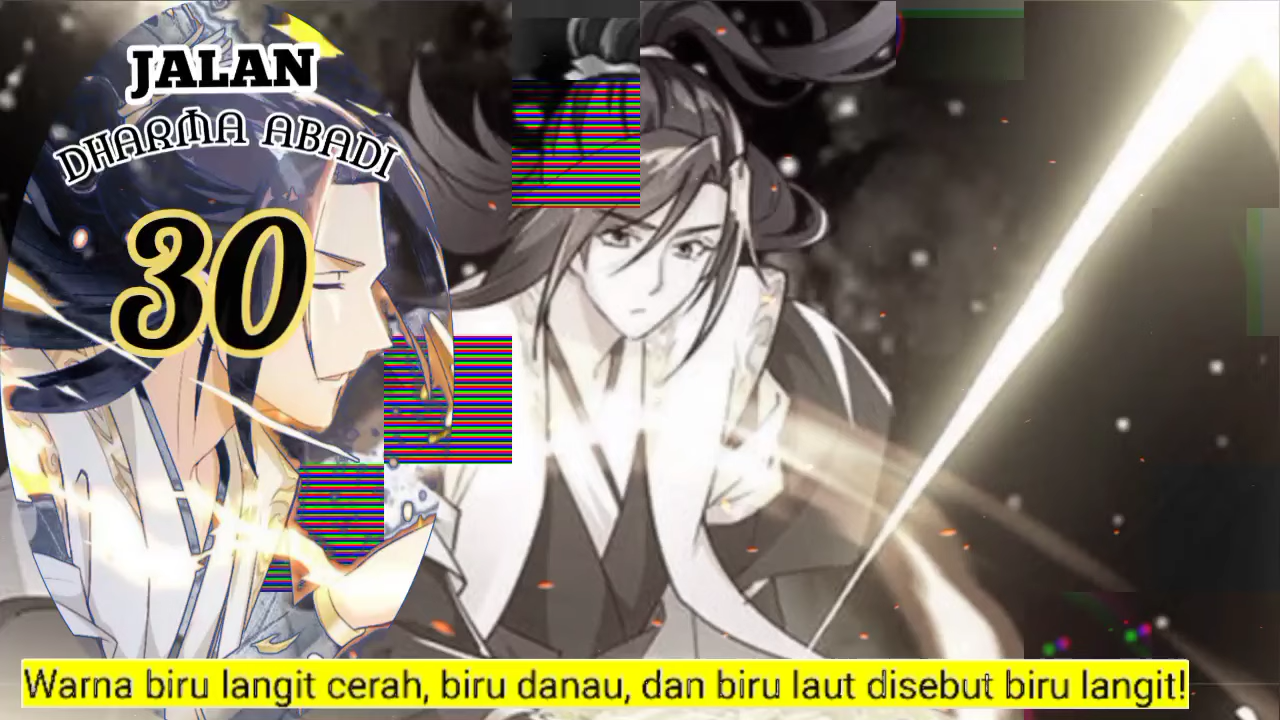 JALAN
DHARMA ABADI
30
Warna biru langit cerah, biru danau, dan biru laut disebut biru langit!